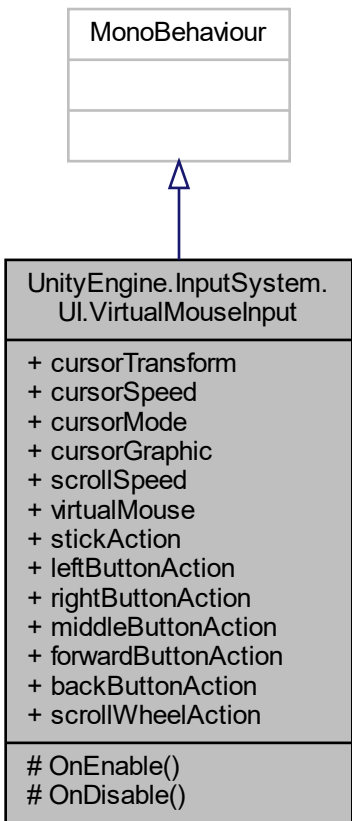 MonoBehaviour
UnityEngine.InputSystem.
UI.VirtualMouseInput
+ cursorTransform
+ cursorSpeed
+ cursorMode
+ cursorGraphic
+ scrollSpeed
+ virtualMouse
+ stickAction
+ leftButtonAction
+ rightButtonAction
+ middleButtonAction
+ forwardButtonAction
+ backButtonAction
+ scrollWheelAction
# OnEnable()
# OnDisable()